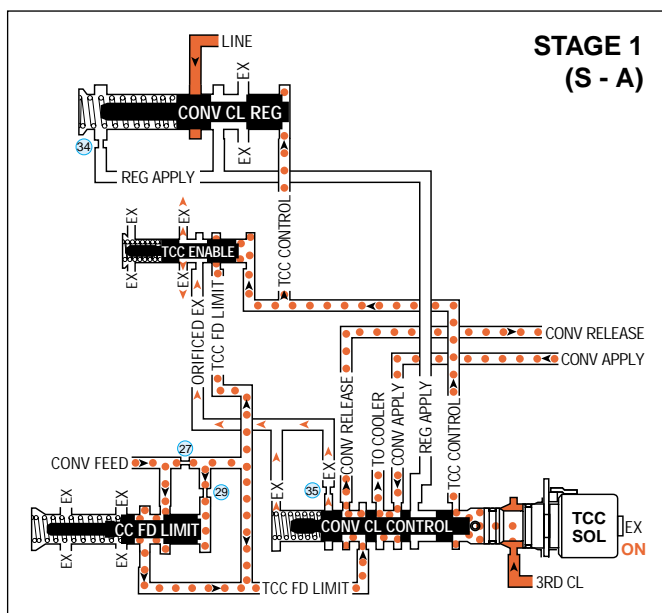 LINE
STAGE 1
(S - A)
EX
CONV CL REG
34
EX
REG APPLY
EX
EX
TCC ENABLE
EX
EX
TCC CONTROL
ORIFICED EX
TCC FD LIMIT
CONV RELEASE
CONV APPLY
CONV RELEASE
TO COOLER
CONV APPLY
REG APPLY
TCC CONTROL
27
CONV FEED
29
35
EX
EX
EX
EX
CC FD LIMIT
CONV CL CONTROL
TCC
SOL
EX
ON
EX
EX
TCC FD LIMIT
3RD CL